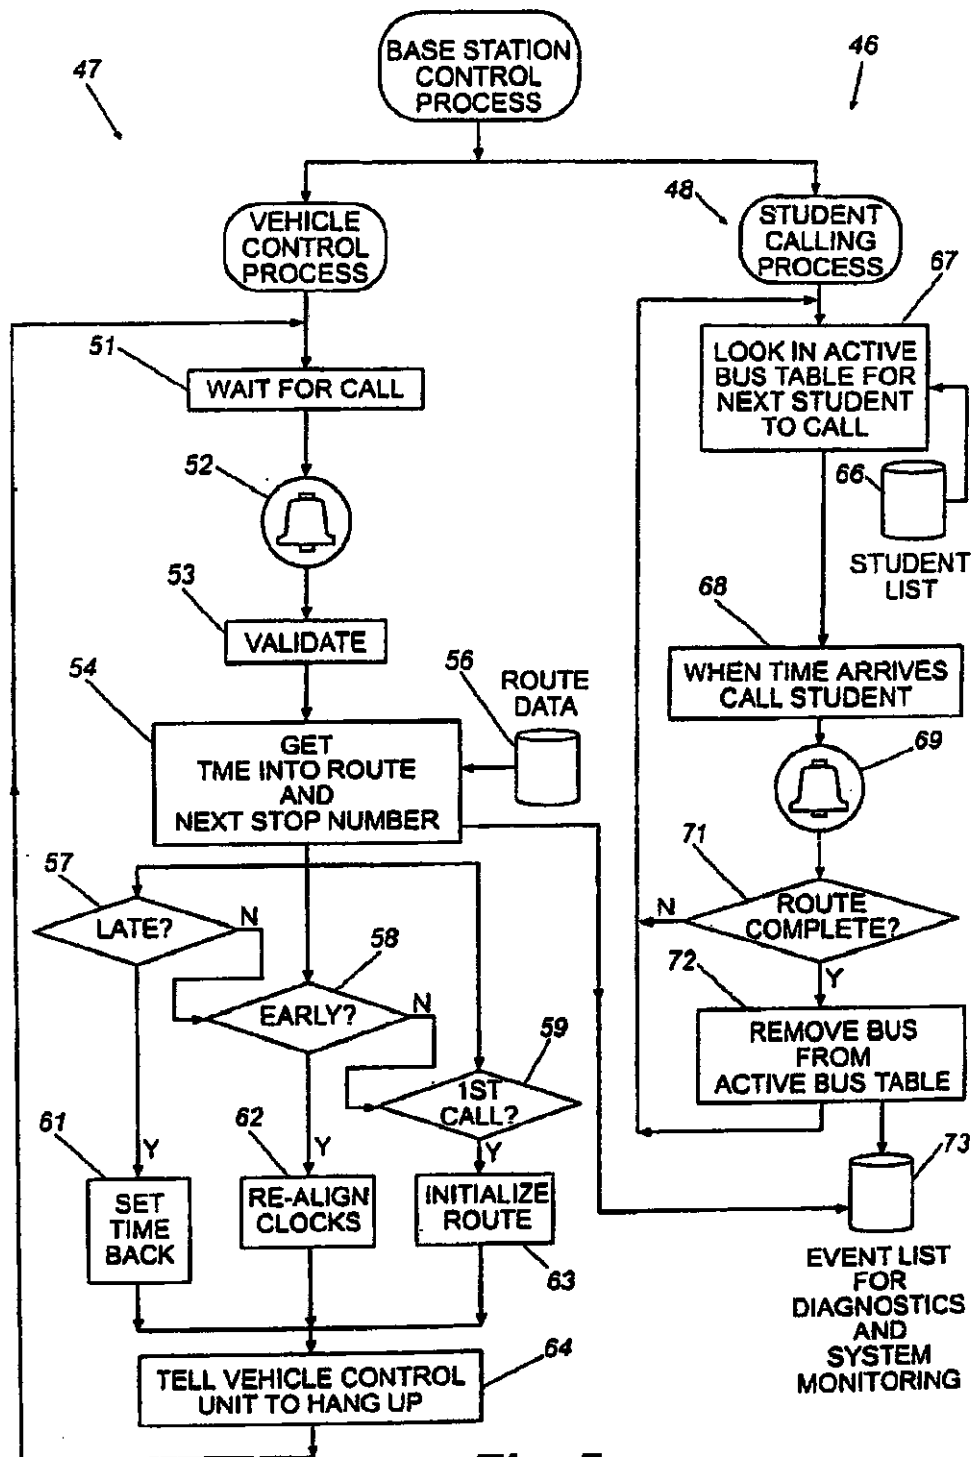 BASE STATION
CONTROL
PROCESS
47
46
VEHICLE
CONTROL
PROCESS
48
STUDENT
CALLING
PROCESS
51
WAIT FOR CALL
67
LOOK IN ACTIVE
BUS TABLE FOR
NEXT STUDENT
TO CALL
52
66
STUDENT
LIST
53
VALIDATE
68
WHEN TIME ARRIVES
CALL STUDENT
54
GET
TME INTO ROUTE
AND
NEXT STOP NUMBER
56
ROUTE
DATA
69
57
LATE?
N
58
EARLY?
N
59
1ST
CALL?
71
ROUTE
COMPLETE?
N
Y
72
REMOVE BUS
FROM
ACTIVE BUS TABLE
61
Y
SET
TIME
BACK
62
Y
RE-ALIGN
CLOCKS
Y
INITIALIZE
ROUTE
63
73
EVENT LIST
FOR
DIAGNOSTICS
AND
SYSTEM
MONITORING
64
TELL VEHICLE CONTROL
UNIT TO HANG UP